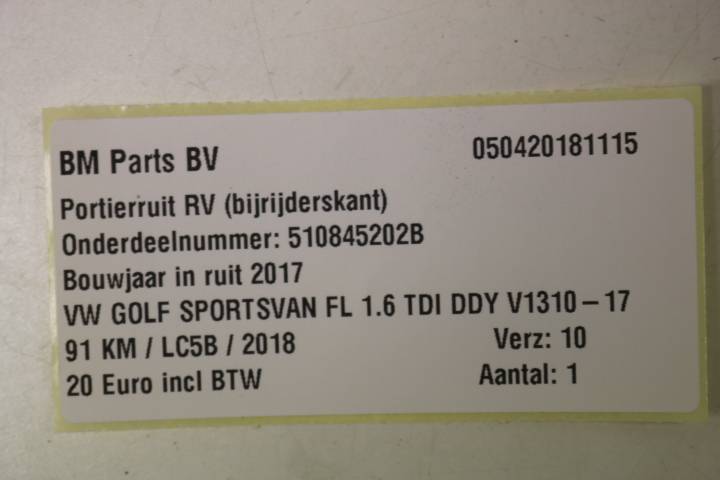 BM Parts BV 050420181115
Portierruit RV (bijrijderskant)
Onderdeelnummer: 510845202B
Bouwjaar in ruit 2017
VW GOLF SPORTSVAN FL 1.6 TDI DDY V1310 – 17
91 KM / LC5B / 2018 Verz: 10
20 Euro incl BTW Aantal: 1